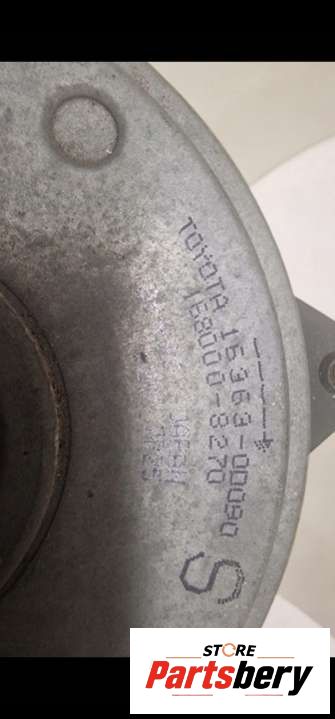 TOYOTA 16363-0D090
168000-8270
JAPAN
S
STORE
Partsbery